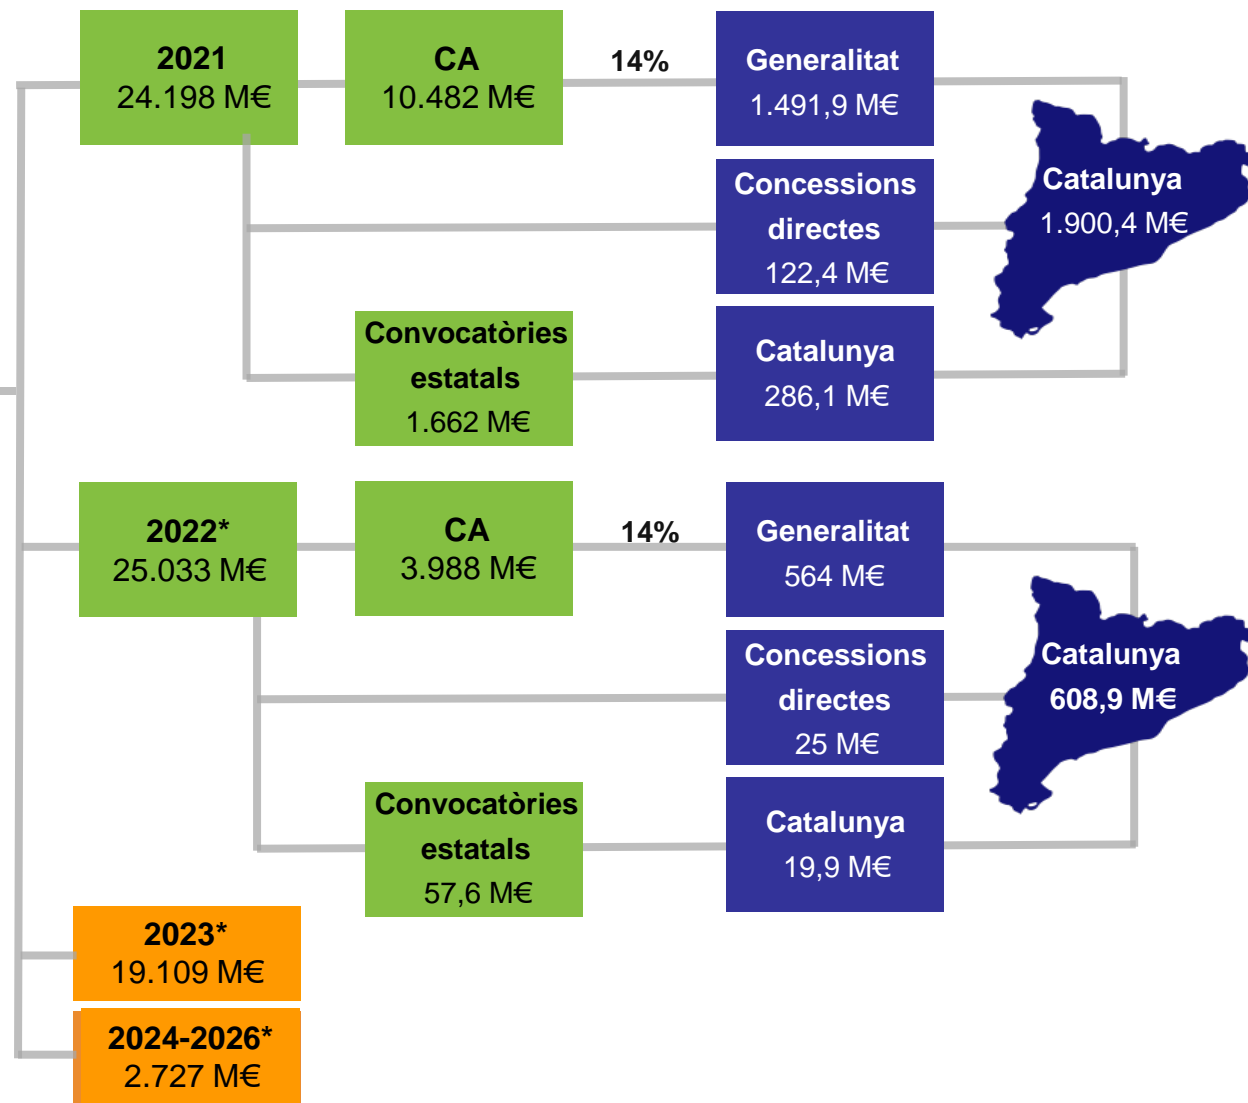 2021
24.198 M€
CA
10.482 M€
14%
Generalitat
1.491,9 M€
Concessions
directes
122,4 M€
Catalunya
1.900,4 M€
Convocatòries
estatals
1.662 M€
Catalunya
286,1 M€
2022*
25.033 M€
CA
3.988 M€
14%
Generalitat
564 M€
Concessions
directes
25 M€
Catalunya
608,9 M€
Convocatòries
estatals
57,6 M€
Catalunya
19,9 M€
2023*
19.109 M€
2024-2026*
2.727 M€